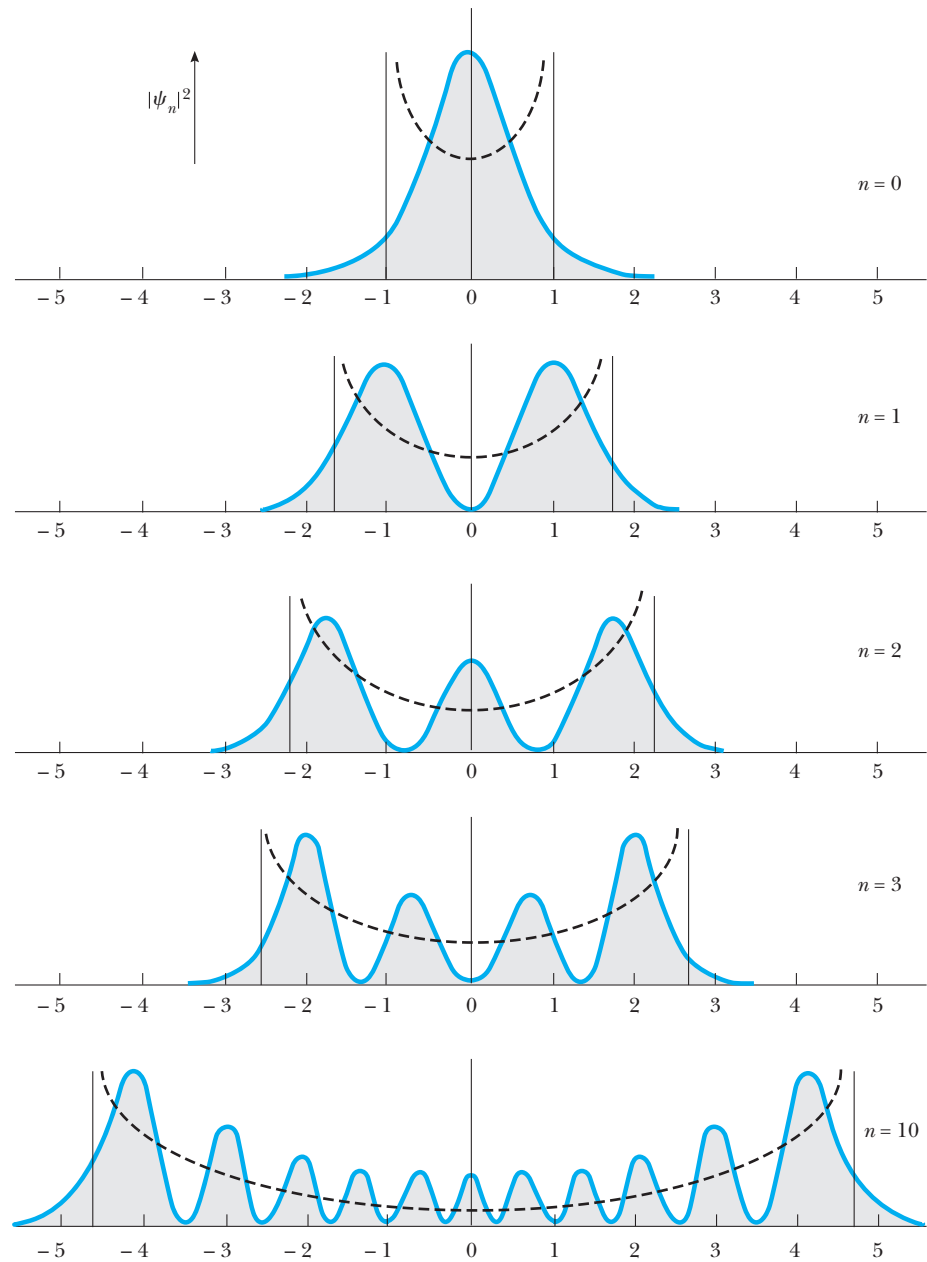 |ψn|²
n = 0
– 5 – 4 – 3 – 2 – 1 0 1 2 3 4 5
n = 1
– 5 – 4 – 3 – 2 – 1 0 1 2 3 4 5
n = 2
– 5 – 4 – 3 – 2 – 1 0 1 2 3 4 5
n = 3
– 5 – 4 – 3 – 2 – 1 0 1 2 3 4 5
n = 10
– 5 – 4 – 3 – 2 – 1 0 1 2 3 4 5